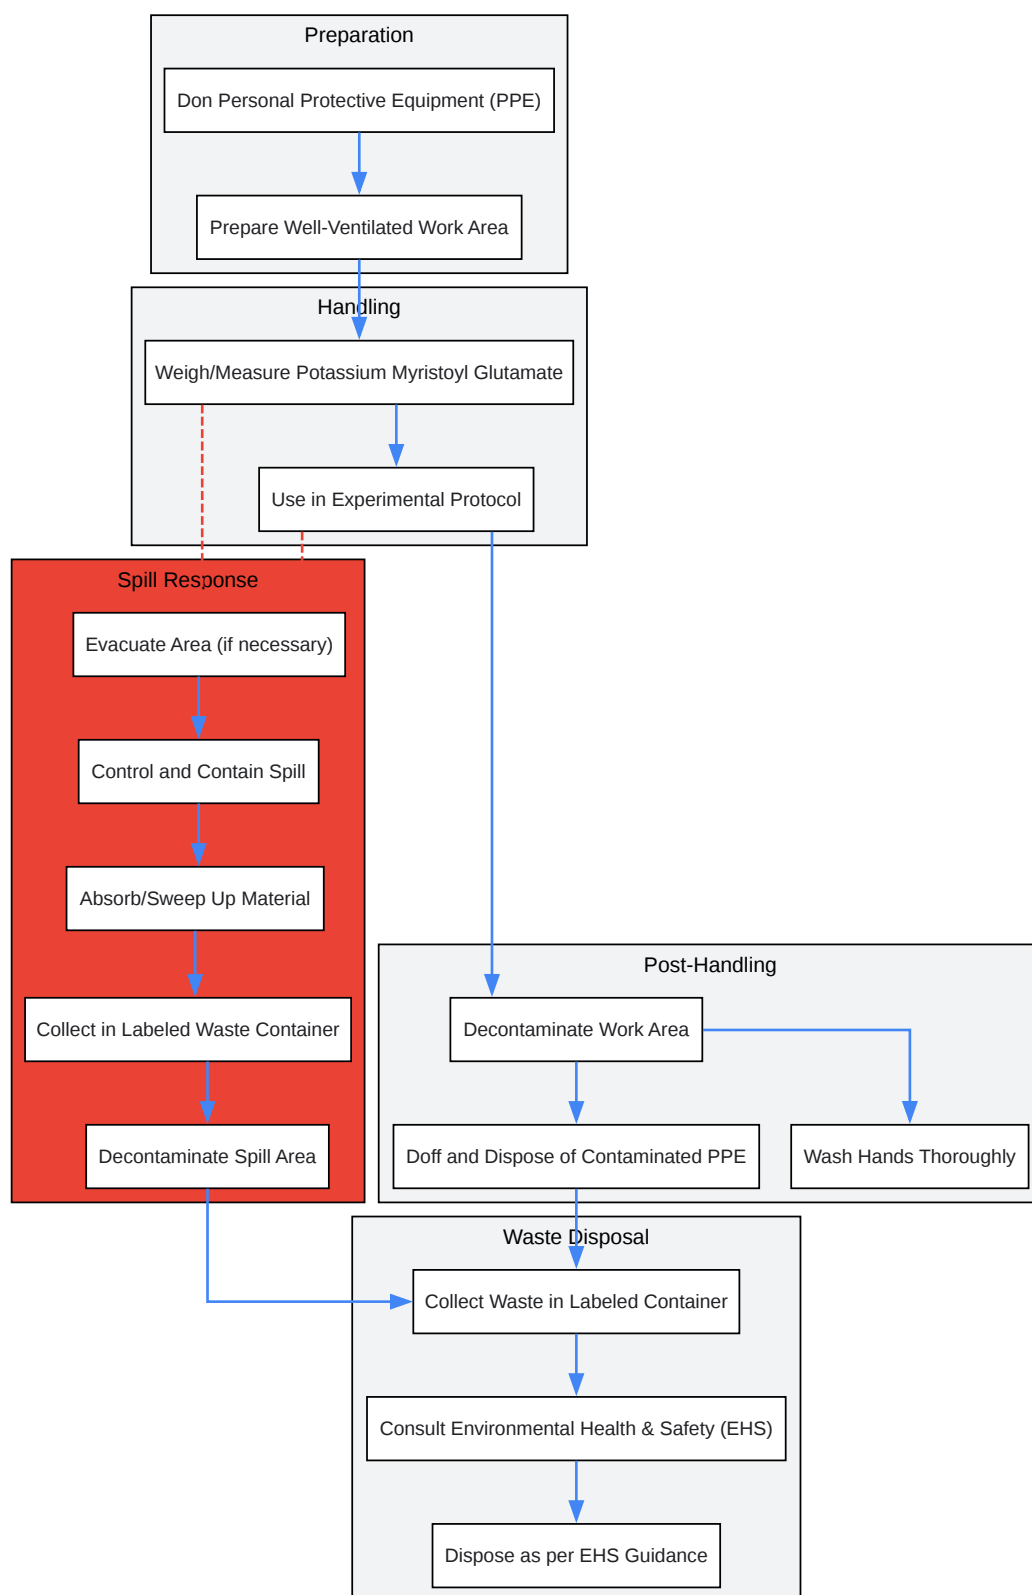 Preparation
Don Personal Protective Equipment (PPE)
Prepare Well-Ventilated Work Area
Handling
Weigh/Measure Potassium Myristoyl Glutamate
Use in Experimental Protocol
Spill Response
Evacuate Area (if necessary)
Control and Contain Spill
Absorb/Sweep Up Material
Collect in Labeled Waste Container
Decontaminate Spill Area
Post-Handling
Decontaminate Work Area
Doff and Dispose of Contaminated PPE
Wash Hands Thoroughly
Waste Disposal
Collect Waste in Labeled Container
Consult Environmental Health & Safety (EHS)
Dispose as per EHS Guidance